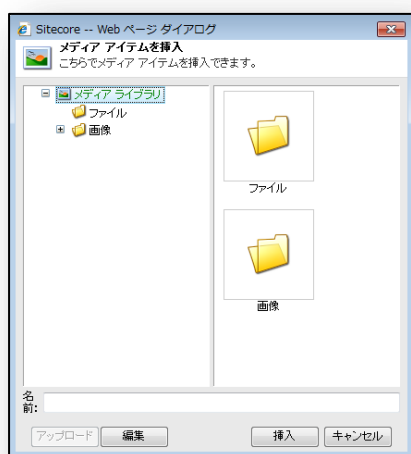 Sitecore -- Web ページ ダイアログ
メディア アイテムを挿入
こちらでメディア アイテムを挿入できます。
メディア ライブラリ
ファイル
画像
ファイル
画像
名
前:
アップロード
編集
挿入
キャンセル